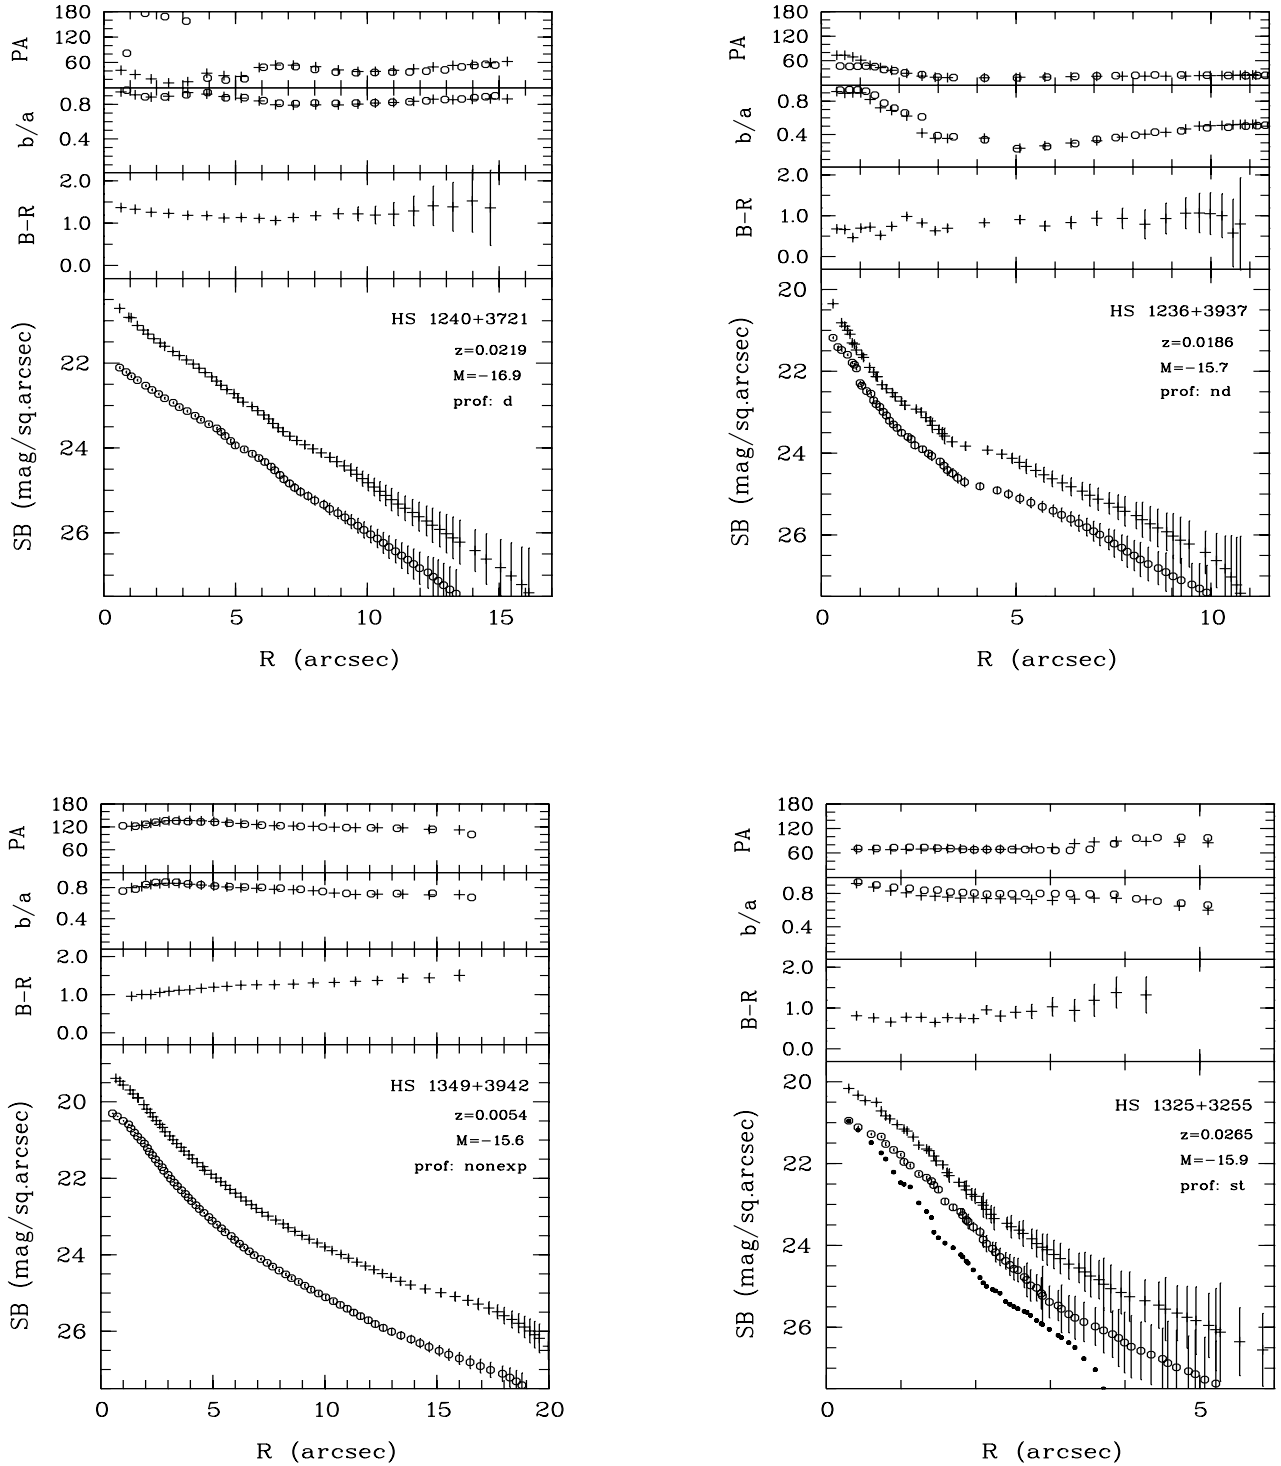 180
120
60
PA
0.8
0.4
b/a
2.0
1.0
0.0
B−R
HS 1240+3721
z=0.0219
M=−16.9
prof: d
22
24
26
SB (mag/sq.arcsec)
0 5 10 15
R (arcsec)
180
120
60
PA
0.8
0.4
b/a
2.0
1.0
0.0
B−R
20
HS 1236+3937
z=0.0186
M=−15.7
prof: nd
22
24
26
SB (mag/sq.arcsec)
0 5 10
R (arcsec)
180
120
60
PA
0.8
0.4
b/a
2.0
1.0
0.0
B−R
HS 1349+3942
z=0.0054
M=−15.6
prof: nonexp
20
22
24
26
SB (mag/sq.arcsec)
0 5 10 15 20
R (arcsec)
180
120
60
PA
0.8
0.4
b/a
2.0
1.0
0.0
B−R
20
HS 1325+3255
z=0.0265
M=−15.9
prof: st
22
24
26
SB (mag/sq.arcsec)
0 5
R (arcsec)